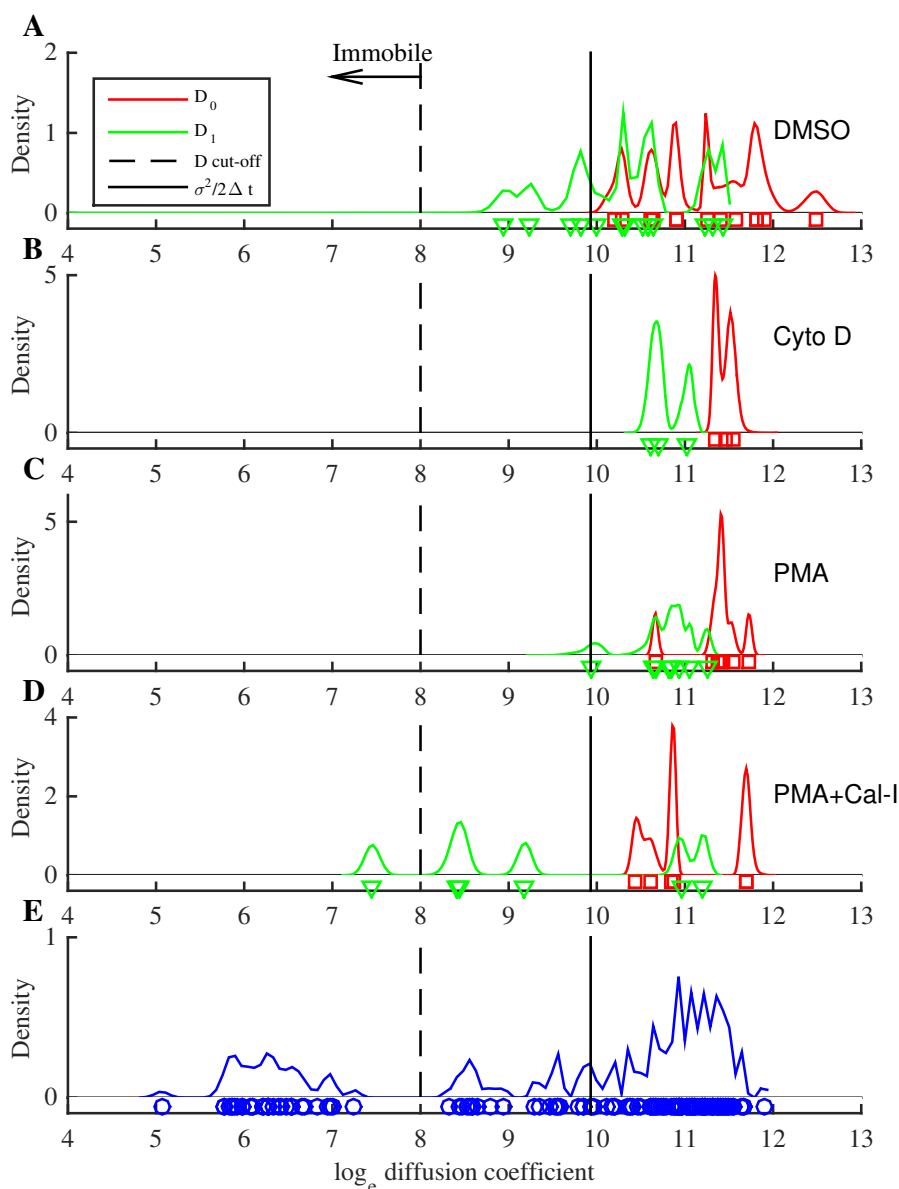 A
2
1
0
Density
Immobile
D0
D1
D cut-off
σ²/2Δ t
DMSO
4 5 6 7 8 9 10 11 12 13
B
5
0
Density
Cyto D
4 5 6 7 8 9 10 11 12 13
C
5
0
Density
PMA
4 5 6 7 8 9 10 11 12 13
D
4
2
0
Density
PMA+Cal-I
4 5 6 7 8 9 10 11 12 13
E
1
0
Density
4 5 6 7 8 9 10 11 12 13
loge diffusion coefficient